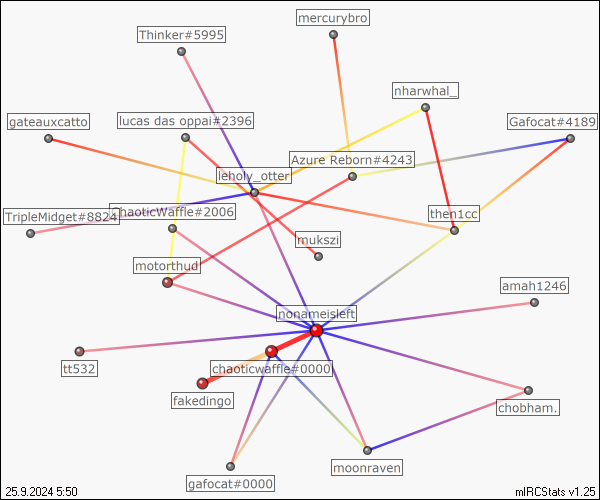 mercurybro
Thinker#5995
nharwhal_
gateauxcatto
lucas das oppai#2396
Gafocat#4189
Azure Reborn#4243
leholy_otter
TripleMidget#8824
ChaoticWaffle#2006
then1cc
mukszi
motorthud
amah1246
nonameisleft
tt532
chaoticwaffle#0000
fakedingo
chobham.
moonraven
gafocat#0000
25.9.2024 5:50
mIRCStats v1.25